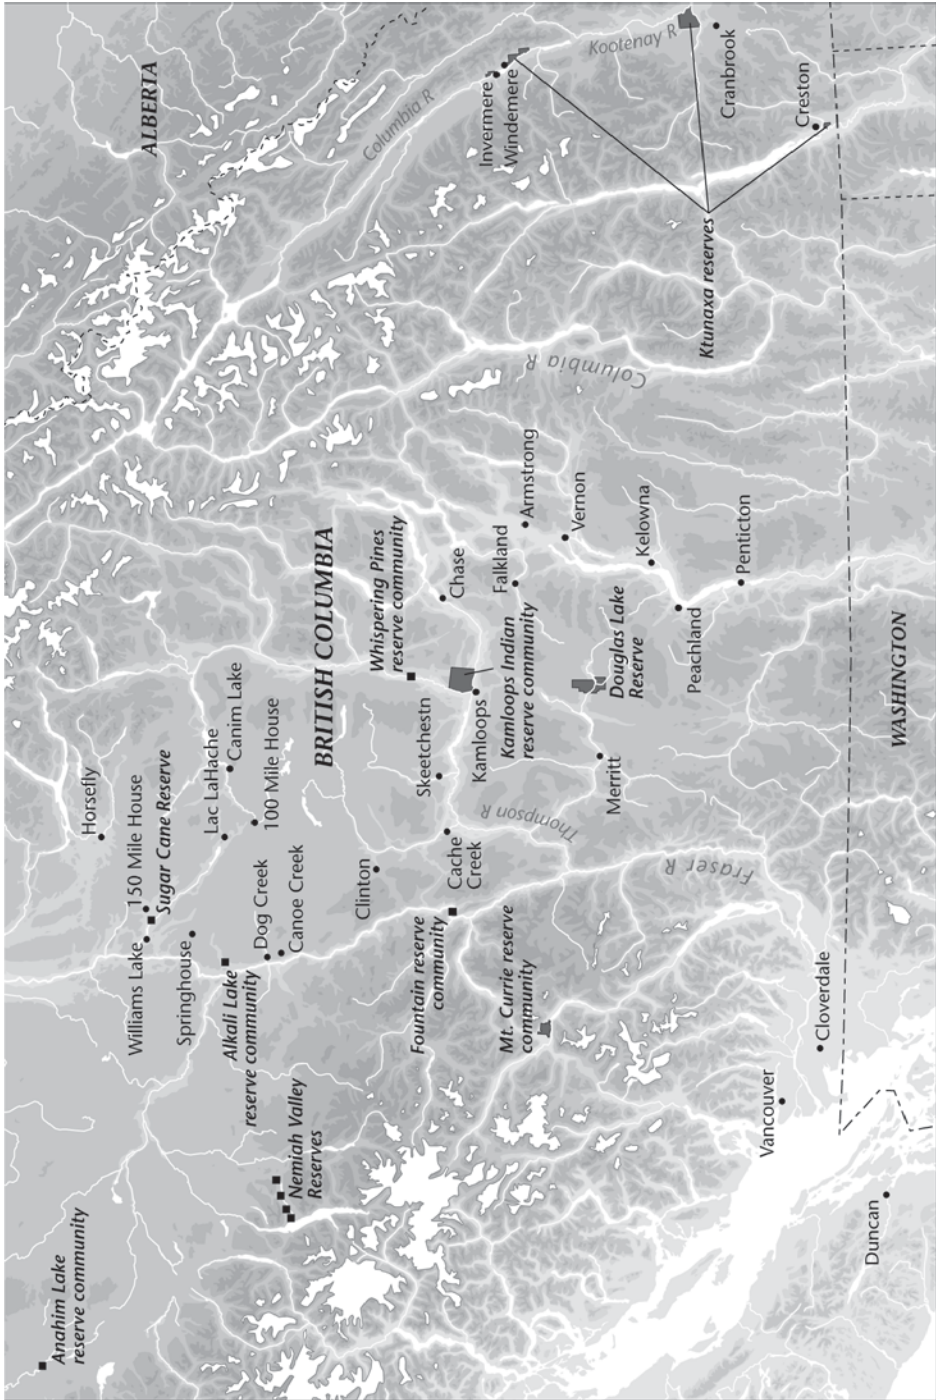 Anahim Lake
reserve community
Horsefly
150 Mile House
Sugar Cane Reserve
Williams Lake
Springhouse
Alkali Lake
reserve community
Dog Creek
Canoe Creek
Lac LaHache
Canim Lake
100 Mile House
Nemiah Valley
Reserves
BRITISH COLUMBIA
ALBERTA
Clinton
Whispering Pines
reserve community
Skeetchestn
Chase
Cache
Creek
Kamloops
Kamloops Indian
reserve community
Falkland
Armstrong
Vernon
Fountain reserve
community
Mt. Currie reserve
community
Thompson R
Fraser R
Columbia R
Columbia R
Kootenay R
Invermere
Windemere
Cranbrook
Creston
Ktunaxa reserves
Merritt
Douglas Lake
Reserve
Kelowna
Peachland
Penticton
Vancouver
Cloverdale
Duncan
WASHINGTON